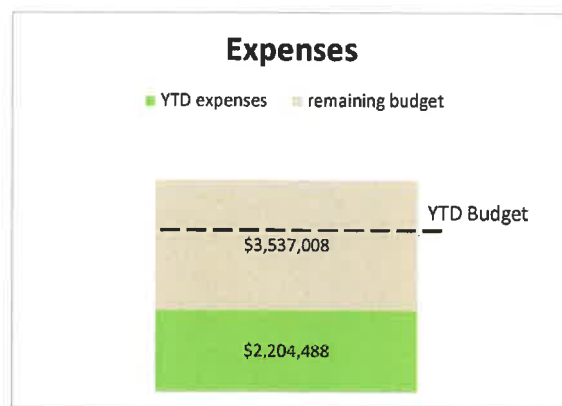 Expenses
YTD expenses remaining budget
YTD Budget
$3,537,008
$2,204,488